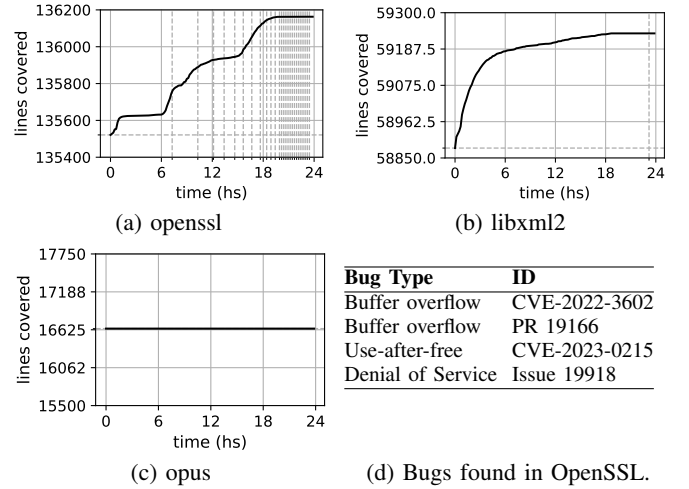 136200
136000
135800
135600
135400
lines covered
0 6 12 18 24
time (hs)
(a) openssl
59300.0
59187.5
59075.0
58962.5
58850.0
lines covered
0 6 12 18 24
time (hs)
(b) libxml2
17750
17188
16625
16062
15500
lines covered
0 6 12 18 24
time (hs)
(c) opus
Bug Type ID
Buffer overflow CVE-2022-3602
Buffer overflow PR 19166
Use-after-free CVE-2023-0215
Denial of Service Issue 19918
(d) Bugs found in OpenSSL.